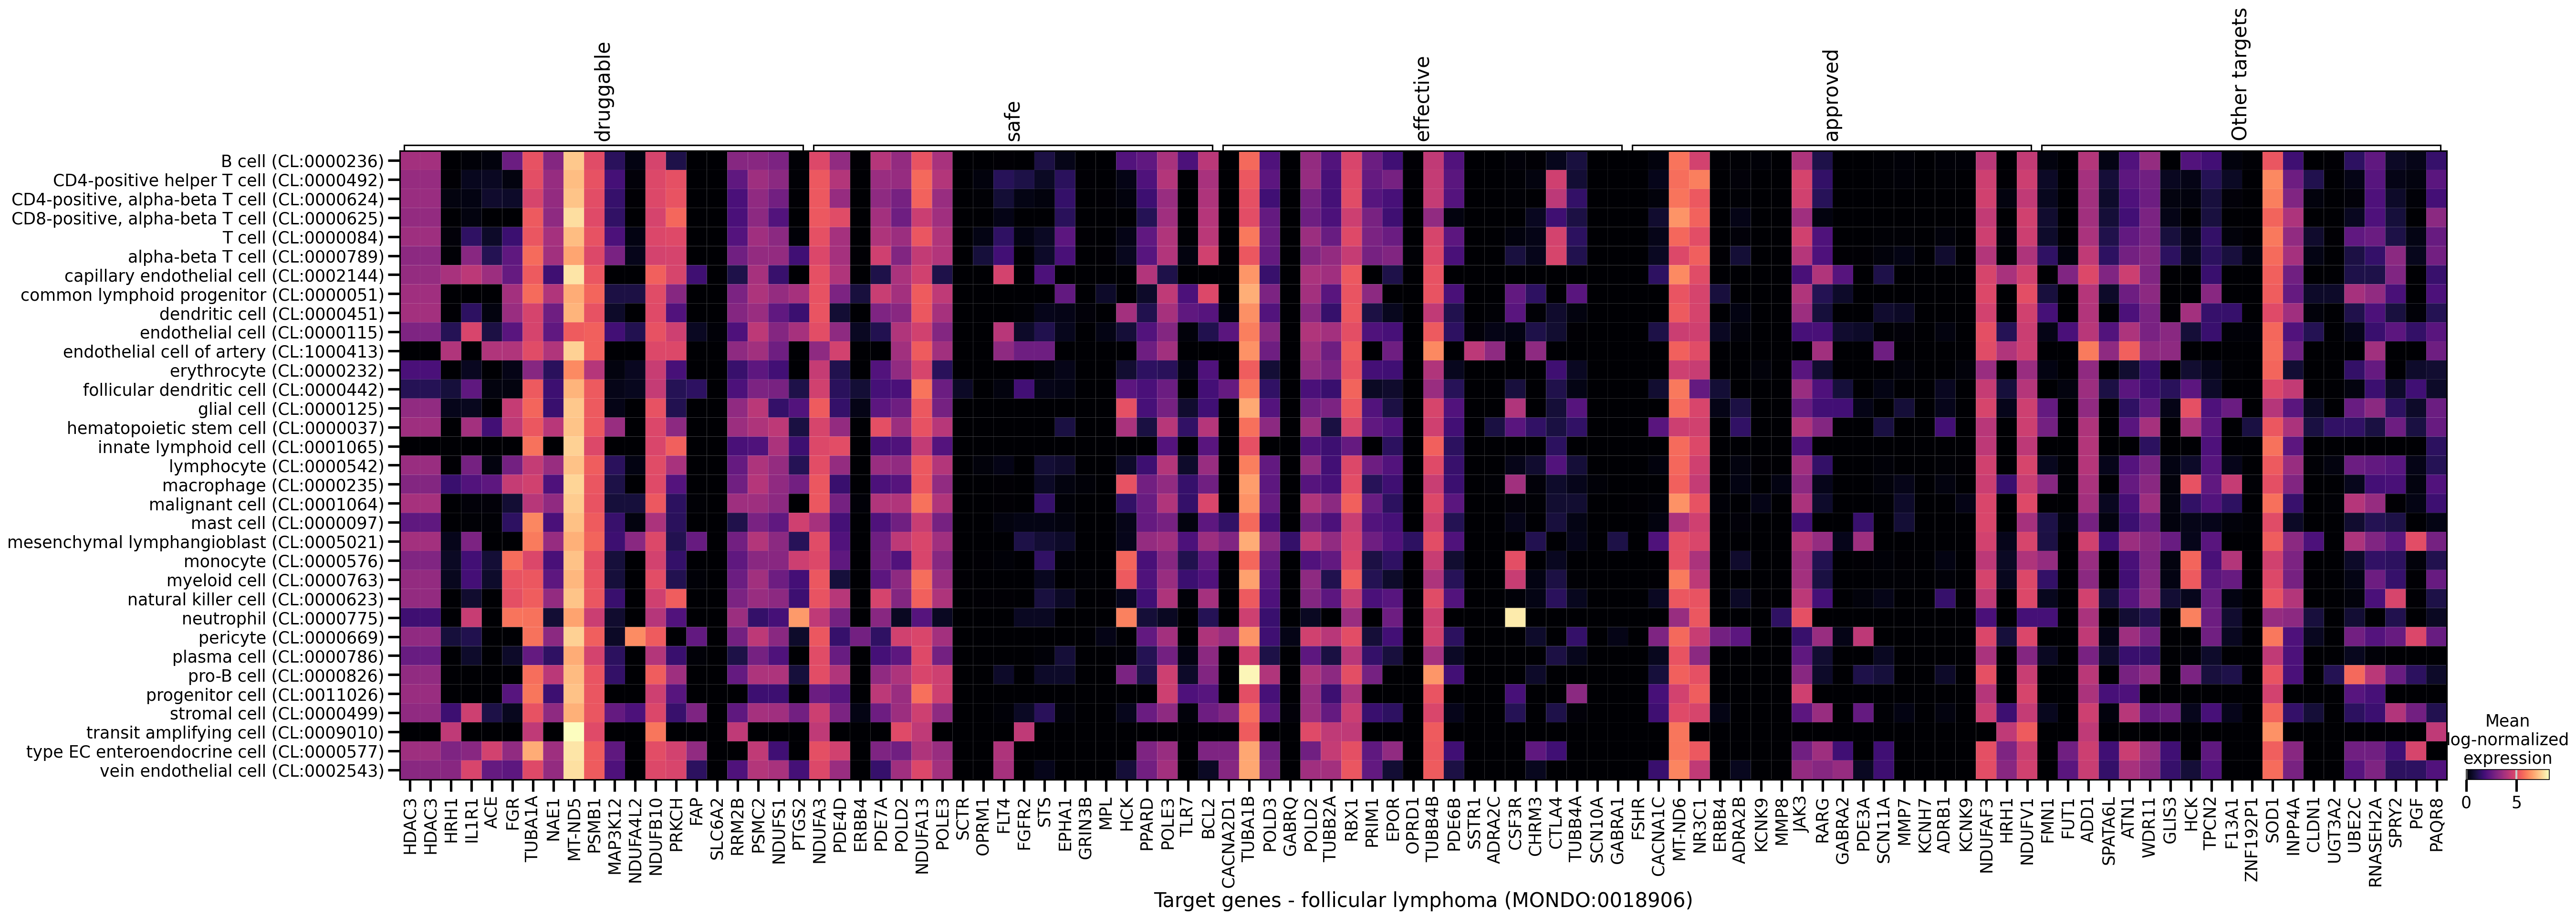 druggable
safe
effective
approved
Other targets
B cell (CL:0000236)
CD4-positive helper T cell (CL:0000492)
CD4-positive, alpha-beta T cell (CL:0000624)
CD8-positive, alpha-beta T cell (CL:0000625)
T cell (CL:0000084)
alpha-beta T cell (CL:0000789)
capillary endothelial cell (CL:0002144)
common lymphoid progenitor (CL:0000051)
dendritic cell (CL:0000451)
endothelial cell (CL:0000115)
endothelial cell of artery (CL:1000413)
erythrocyte (CL:0000232)
follicular dendritic cell (CL:0000442)
glial cell (CL:0000125)
hematopoietic stem cell (CL:0000037)
innate lymphoid cell (CL:0001065)
lymphocyte (CL:0000542)
macrophage (CL:0000235)
malignant cell (CL:0001064)
mast cell (CL:0000097)
mesenchymal lymphangioblast (CL:0005021)
monocyte (CL:0000576)
myeloid cell (CL:0000763)
natural killer cell (CL:0000623)
neutrophil (CL:0000775)
pericyte (CL:0000669)
plasma cell (CL:0000786)
pro-B cell (CL:0000826)
progenitor cell (CL:0011026)
stromal cell (CL:0000499)
transit amplifying cell (CL:0009010)
type EC enteroendocrine cell (CL:0000577)
vein endothelial cell (CL:0002543)
HDAC3
HDAC3
HRH1
IL1R1
ACE
FGR
TUBA1A
NAE1
MT-ND5
PSMB1
MAP3K12
NDUFA4L2
NDUFB10
PRKCH
FAP
SLC6A2
RRM2B
PSMC2
NDUFS1
PTGS2
NDUFA3
PDE4D
ERBB4
PDE7A
POLD2
NDUFA13
POLE3
SCTR
OPRM1
FLT4
FGFR2
STS
EPHA1
GRIN3B
MPL
HCK
PPARD
POLE3
TLR7
BCL2
CACNA2D1
TUBA1B
POLD3
GABRQ
POLD2
TUBB2A
RBX1
PRIM1
EPOR
OPRD1
TUBB4B
PDE6B
SSTR1
ADRA2C
CSF3R
CHRM3
CTLA4
TUBB4A
SCN10A
GABRA1
FSHR
CACNA1C
MT-ND6
NR3C1
ERBB4
ADRA2B
KCNK9
MMP8
JAK3
RARG
GABRA2
PDE3A
SCN11A
MMP7
KCNH7
ADRB1
KCNK9
NDUFAF3
HRH1
NDUFV1
FMN1
FUT1
ADD1
SPATA6L
ATN1
WDR11
GLIS3
HCK
TPCN2
F13A1
ZNF192P1
SOD1
INPP4A
CLDN1
UGT3A2
UBE2C
RNASEH2A
SPRY2
PGF
PAQR8
Target genes - follicular lymphoma (MONDO:0018906)
Mean
log-normalized
expression
0
5